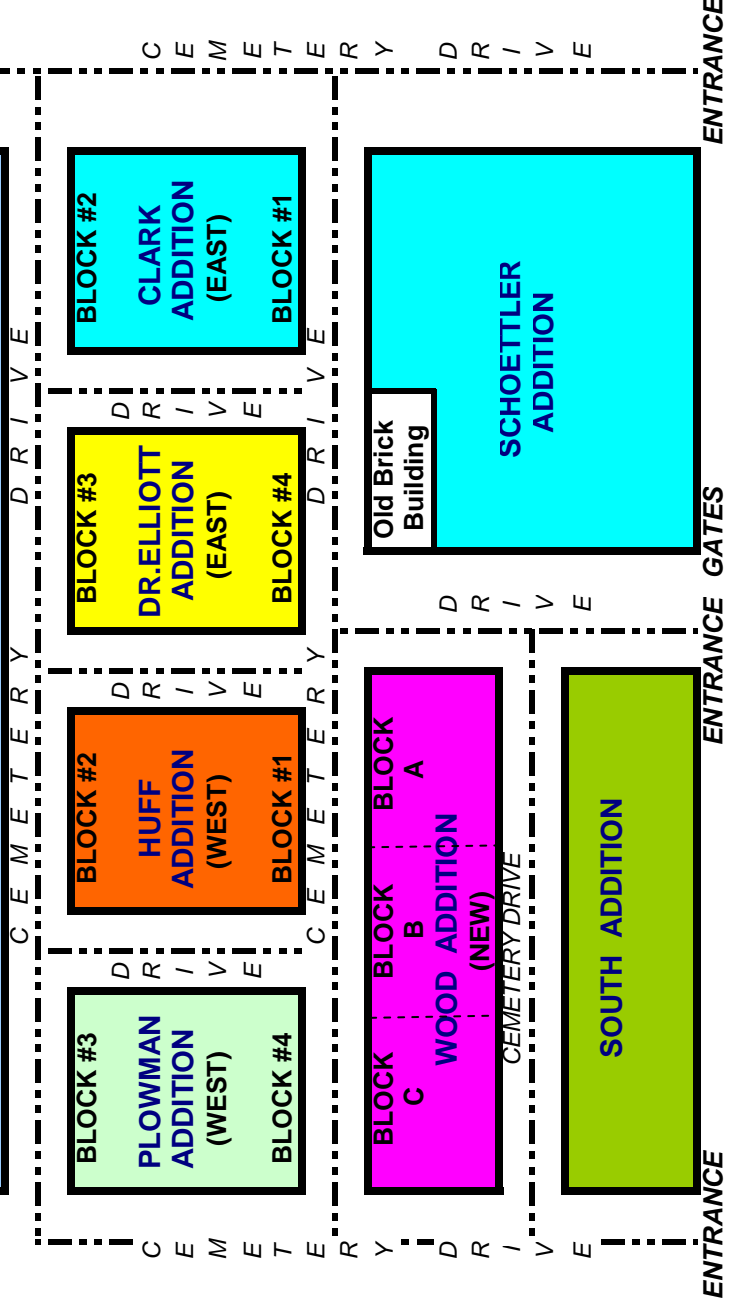 CEMETERY DRIVE
BLOCK #3
PLOWMAN
ADDITION
(WEST)
BLOCK #4
DRIVE
BLOCK #2
HUFF
ADDITION
(WEST)
BLOCK #1
DRIVE
BLOCK #3
DR.ELLIOTT
ADDITION
(EAST)
BLOCK #4
DRIVE
BLOCK #2
CLARK
ADDITION
(EAST)
BLOCK #1
CEMETERY DRIVE
CEMETERY DRIVE
CEMETERY DRIVE
BLOCK
C
BLOCK
B
BLOCK
A
WOOD ADDITION
(NEW)
CEMETERY DRIVE
SOUTH ADDITION
DRIVE
Old Brick
Building
SCHOETTLER
ADDITION
ENTRANCE
ENTRANCE GATES
ENTRANCE